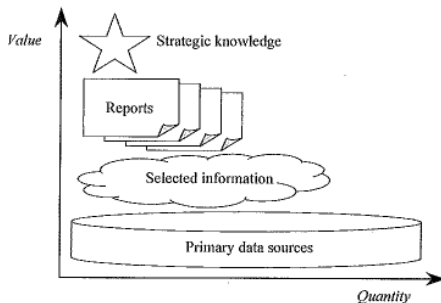 Value
Strategic knowledge
Reports
Selected information
Primary data sources
Quantity